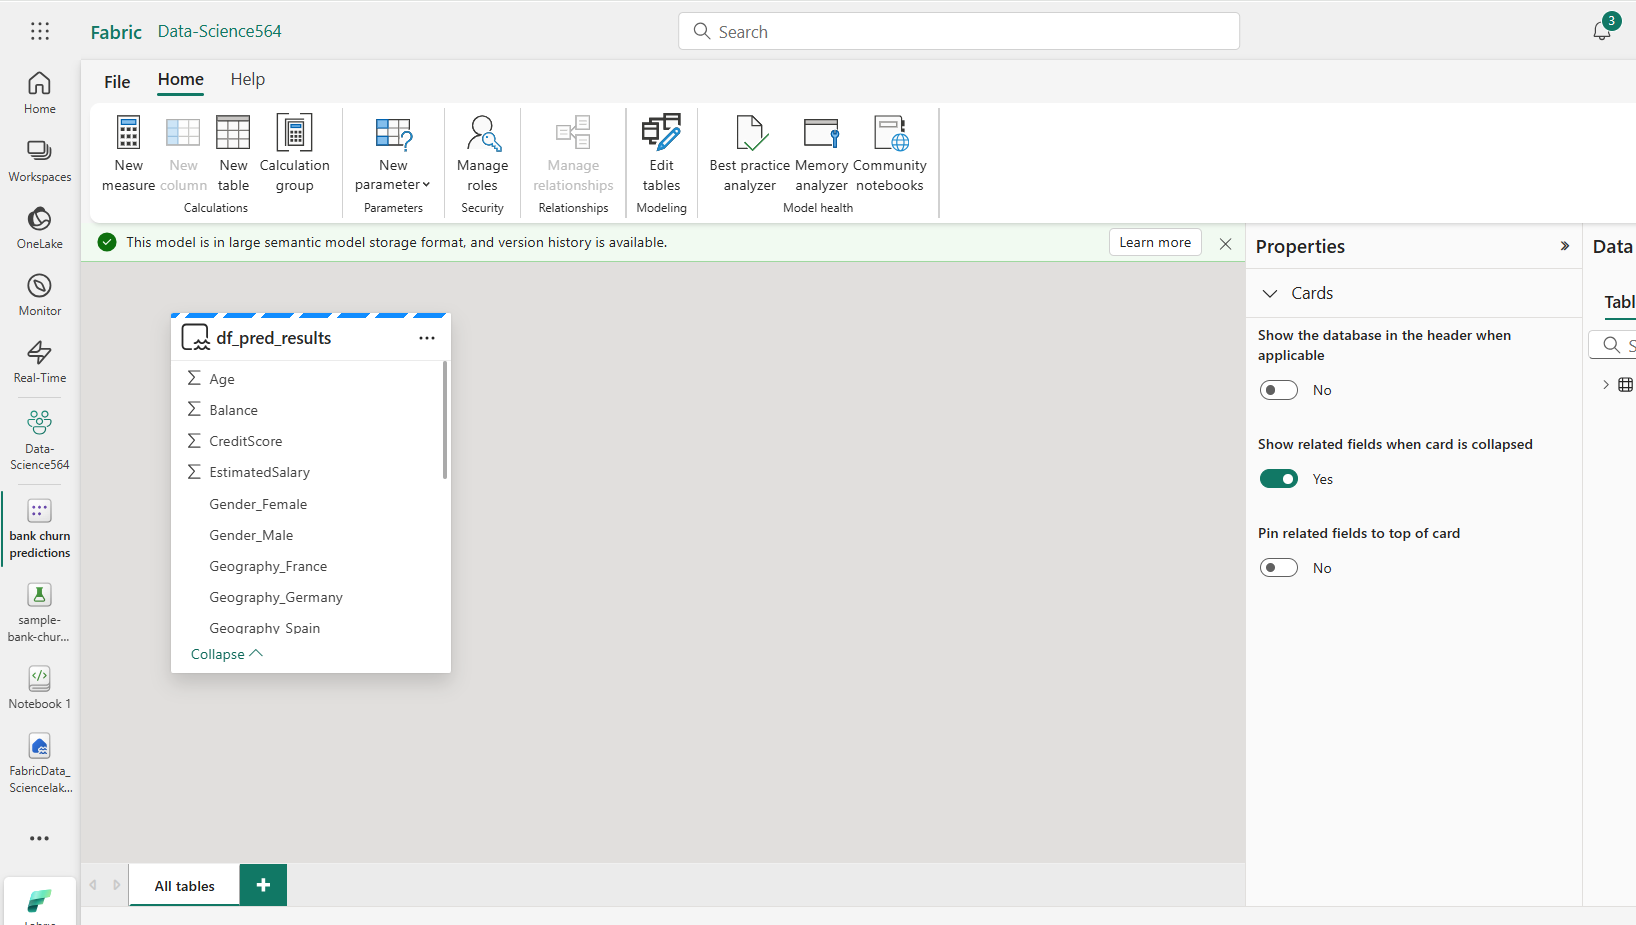 Fabric Data-Science564
Search
3
File Home Help
Home
Workspaces
OneLake
Monitor
Real-Time
Data-
Science564
bank churn
predictions
sample-
bank-chur...
Notebook 1
FabricData_
Sciencelak...
New
measure
New
column
New
table
Calculation
group
Calculations
New
parameter
Parameters
Manage
roles
Security
Manage
relationships
Relationships
Edit
tables
Modeling
Best practice
analyzer
Memory
analyzer
Community
notebooks
Model health
This model is in large semantic model storage format, and version history is available.
Learn more
df_pred_results
Age
Balance
CreditScore
EstimatedSalary
Gender_Female
Gender_Male
Geography_France
Geography_Germany
Geography_Spain
Collapse
All tables
Properties
Cards
Show the database in the header when
applicable
No
Show related fields when card is collapsed
Yes
Pin related fields to top of card
No
Data
Tabl
S
Fabric